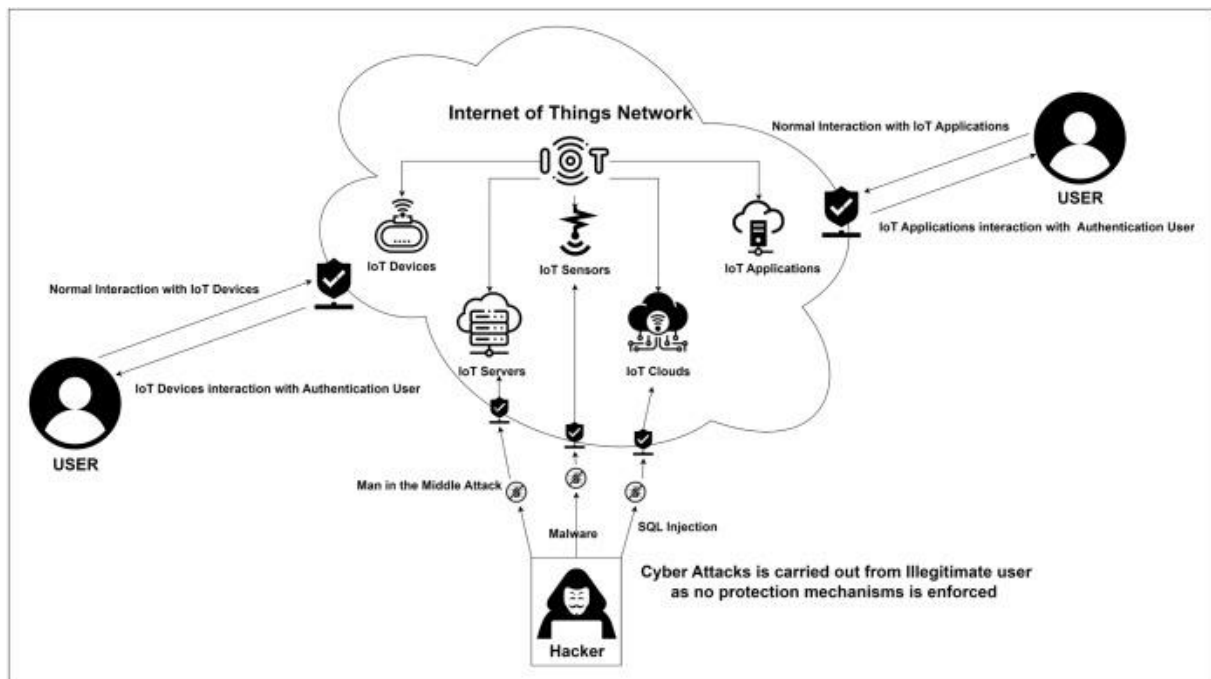 Internet of Things Network
IOT
Normal Interaction with IoT Applications
USER
IoT Applications interaction with Authentication User
IoT Devices
IoT Sensors
IoT Applications
Normal Interaction with IoT Devices
IoT Servers
IoT Clouds
IoT Devices interaction with Authentication User
USER
Man in the Middle Attack
Malware
SQL Injection
Cyber Attacks is carried out from Illegitimate user
as no protection mechanisms is enforced
Hacker